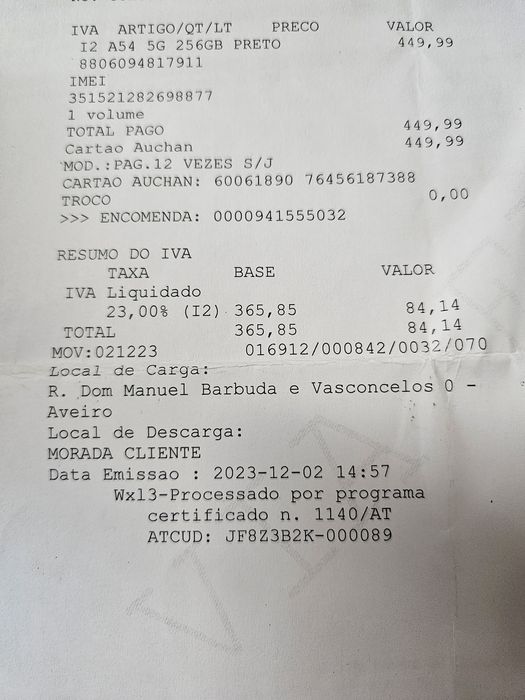 IVA ARTIGO/QT/LT PRECO VALOR
I2 A54 5G 256GB PRETO 449,99
8806094817911
IMEI
351521282698877
1 volume
TOTAL PAGO 449,99
Cartao Auchan 449,99
MOD.:PAG.12 VEZES S/J
CARTAO AUCHAN: 60061890 76456187388
TROCO 0,00
>>> ENCOMENDA: 0000941555032
RESUMO DO IVA
TAXA BASE VALOR
IVA Liquidado
23,00% (I2) 365,85 84,14
TOTAL 365,85 84,14
MOV:021223 016912/000842/0032/070
Local de Carga:
R. Dom Manuel Barbuda e Vasconcelos 0 -
Aveiro
Local de Descarga:
MORADA CLIENTE
Data Emissao : 2023-12-02 14:57
Wxl3-Processado por programa
certificado n. 1140/AT
ATCUD: JF8Z3B2K-000089